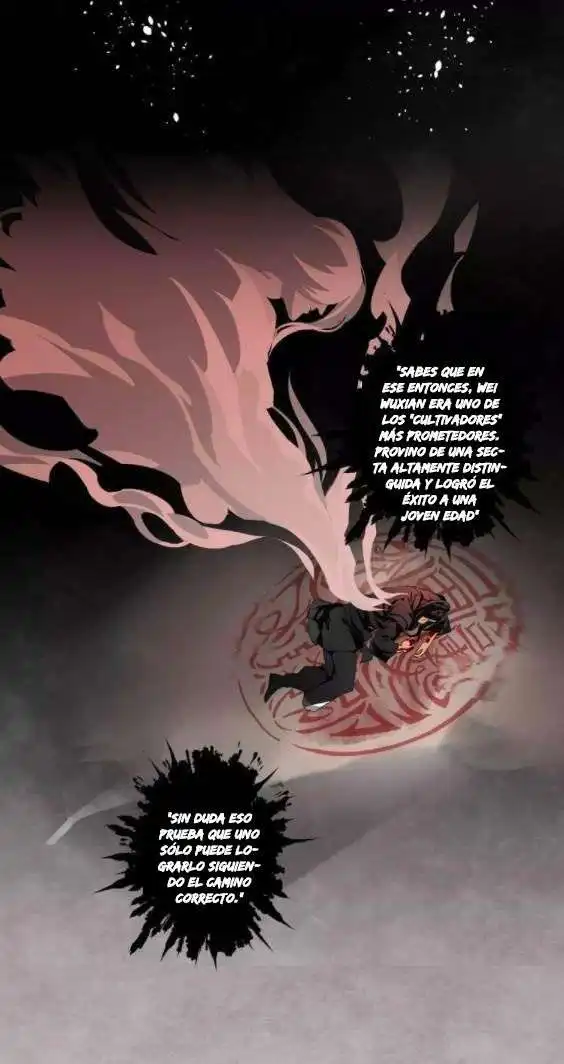 "SABES QUE EN
ESE ENTONCES, WEI
WUXIAN ERA UNO DE
LOS "CULTIVADORES"
MÁS PROMETEDORES.
PROVINO DE UNA SEC-
TA ALTAMENTE DISTIN-
GUIDA Y LOGRÓ EL
ÉXITO A UNA
JOVEN EDAD"
"SIN DUDA ESO
PRUEBA QUE UNO
SÓLO PUEDE LO-
GRARLO SIGUIEN-
DO EL CAMINO
CORRECTO."